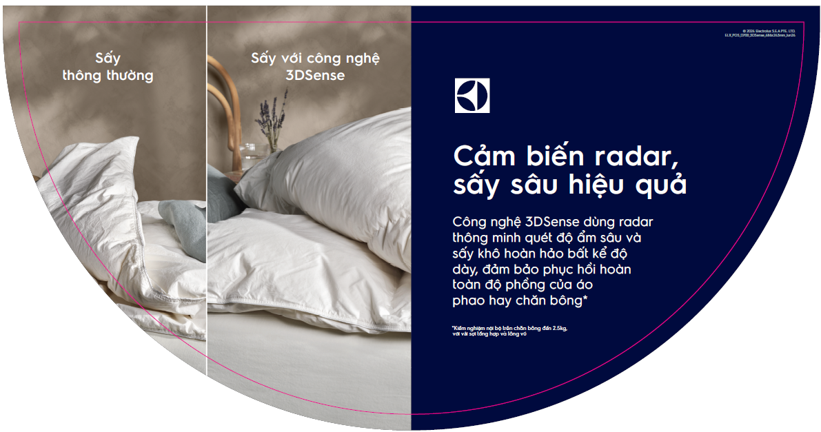 Sấy
thông thường
Sấy với công nghệ
3DSense
Cảm biến radar,
sấy sâu hiệu quả
Công nghệ 3DSense dùng radar
thông minh quét độ ẩm sâu và
sấy khô hoàn hảo bất kể độ
dày, đảm bảo phục hồi hoàn
toàn độ phồng của áo
phao hay chăn bông*
*Kiểm nghiệm nội bộ trên chăn bông đến 2.5kg,
với vải sợi tổng hợp và lông vũ